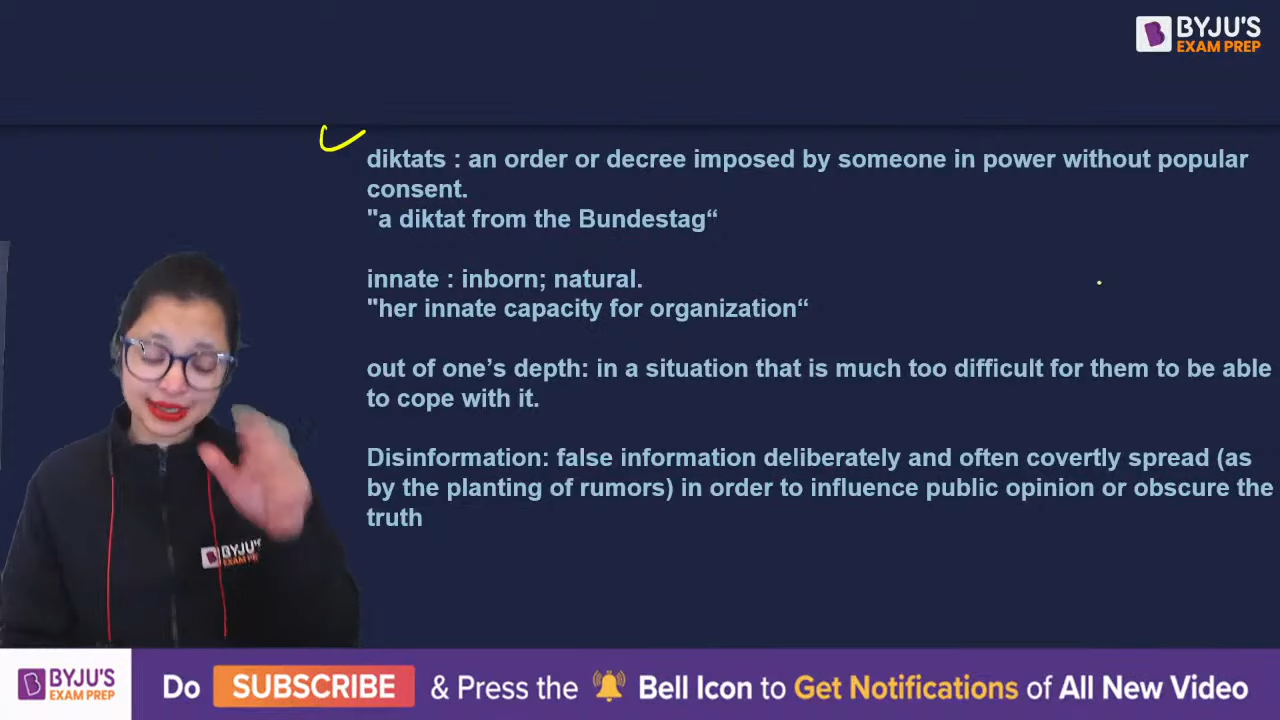 BYJU'S
EXAM PREP
diktats : an order or decree imposed by someone in power without popular
consent.
"a diktat from the Bundestag“
innate : inborn; natural.
"her innate capacity for organization“
out of one’s depth: in a situation that is much too difficult for them to be able
to cope with it.
Disinformation: false information deliberately and often covertly spread (as
by the planting of rumors) in order to influence public opinion or obscure the
truth
BYJU'S
EXAM PREP
BYJU'S
EXAM PREP
Do SUBSCRIBE & Press the Bell Icon to Get Notifications of All New Video